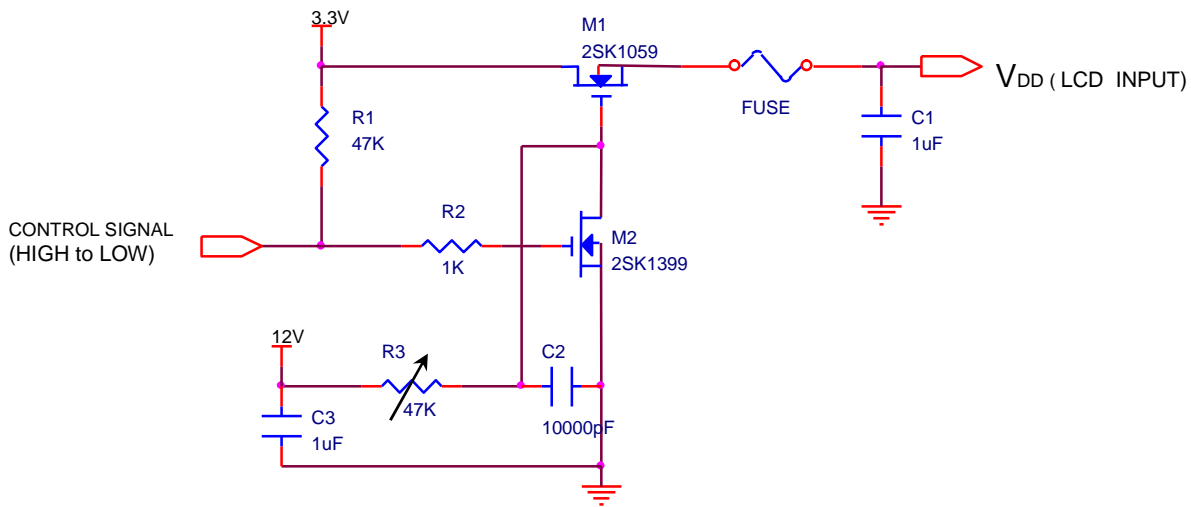 3.3V
M1
2SK1059
FUSE
VDD ( LCD INPUT)
R1
47K
C1
1uF
CONTROL SIGNAL
(HIGH to LOW)
R2
1K
M2
2SK1399
12V
R3
47K
C2
10000pF
C3
1uF